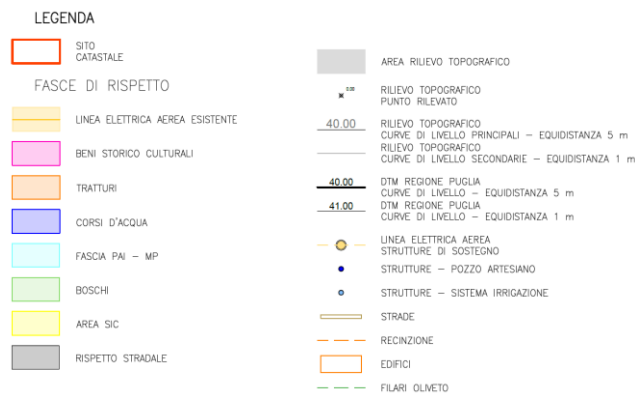 LEGENDA
SITO
CATASTALE
FASCE DI RISPETTO
LINEA ELETTRICA AEREA ESISTENTE
BENI STORICO CULTURALI
TRATTURI
CORSI D'ACQUA
FASCIA PAI – MP
BOSCHI
AREA SIC
RISPETTO STRADALE
AREA RILIEVO TOPOGRAFICO
0.00
RILIEVO TOPOGRAFICO
PUNTO RILEVATO
40.00
RILIEVO TOPOGRAFICO
CURVE DI LIVELLO PRINCIPALI – EQUIDISTANZA 5 m
RILIEVO TOPOGRAFICO
CURVE DI LIVELLO SECONDARIE – EQUIDISTANZA 1 m
40.00
DTM REGIONE PUGLIA
CURVE DI LIVELLO – EQUIDISTANZA 5 m
41.00
DTM REGIONE PUGLIA
CURVE DI LIVELLO – EQUIDISTANZA 1 m
LINEA ELETTRICA AEREA
STRUTTURE DI SOSTEGNO
STRUTTURE – POZZO ARTESIANO
STRUTTURE – SISTEMA IRRIGAZIONE
STRADE
RECINZIONE
EDIFICI
FILARI OLIVETO